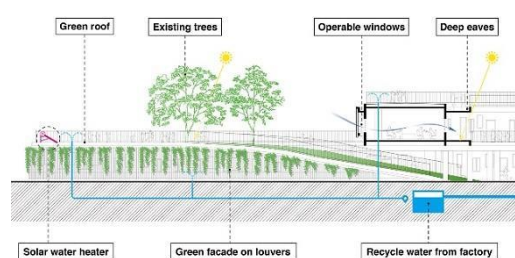 Green roof
Existing trees
Operable windows
Deep eaves
Solar water heater
Green facade on louvers
Recycle water from factory